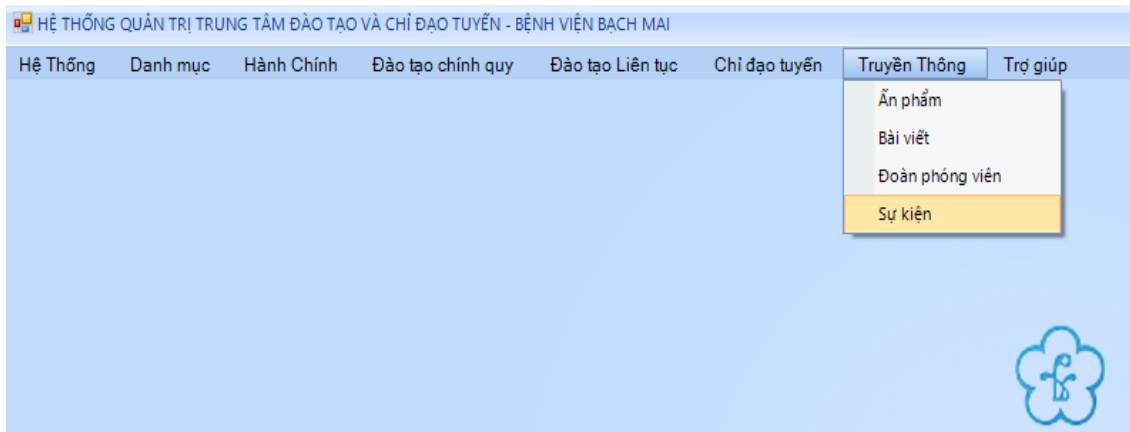 HỆ THỐNG QUẢN TRỊ TRUNG TÂM ĐÀO TẠO VÀ CHỈ ĐẠO TUYẾN - BỆNH VIỆN BẠCH MAI
Hệ Thống Danh mục Hành Chính Đào tạo chính quy Đào tạo Liên tục Chỉ đạo tuyến Truyền Thông Trợ giúp
Ấn phẩm
Bài viết
Đoàn phóng viên
Sự kiện